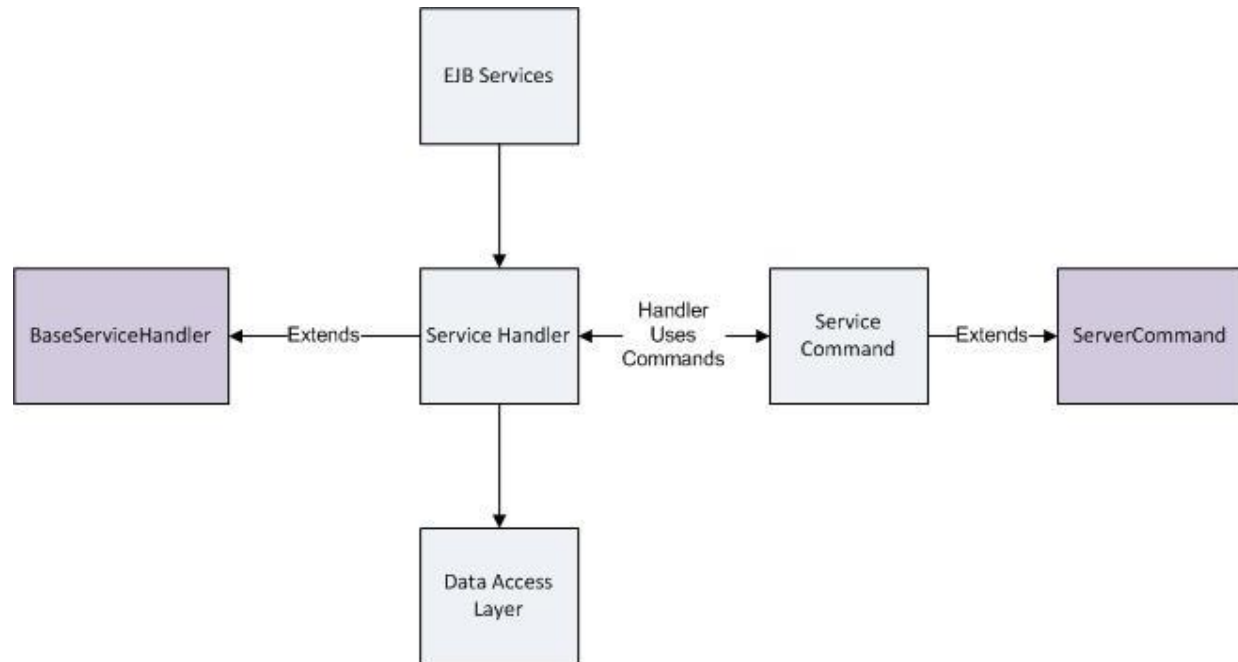 EJB Services
BaseServiceHandler
Extends
Service Handler
Handler
Uses
Commands
Service
Command
Extends
ServerCommand
Data Access
Layer